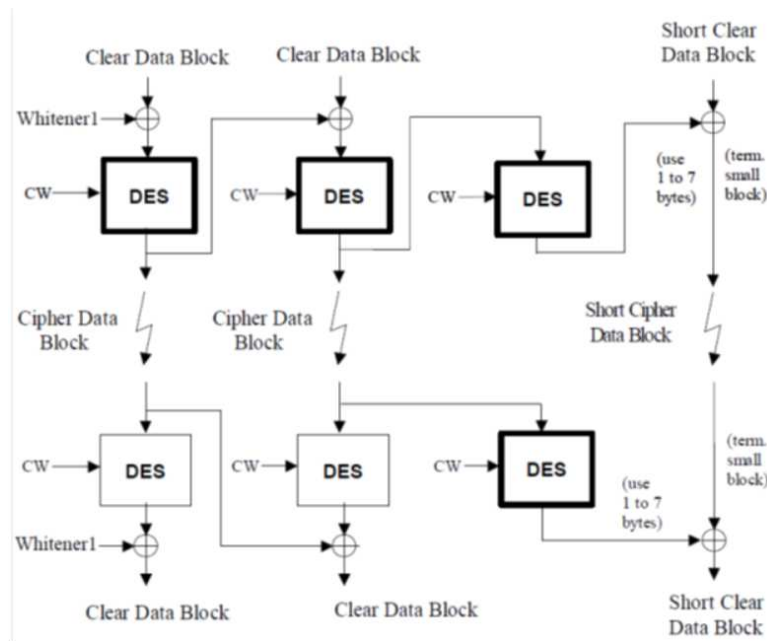 Short Clear
Data Block
Clear Data Block
Clear Data Block
Whitener1
(use
1 to 7
bytes)
(term.
small
block)
CW
DES
CW
DES
CW
DES
Cipher Data
Block
Cipher Data
Block
Short Cipher
Data Block
CW
DES
CW
DES
CW
DES
(term.
small
block)
(use
1 to 7
bytes)
Whitener1
Clear Data Block
Clear Data Block
Short Clear
Data Block